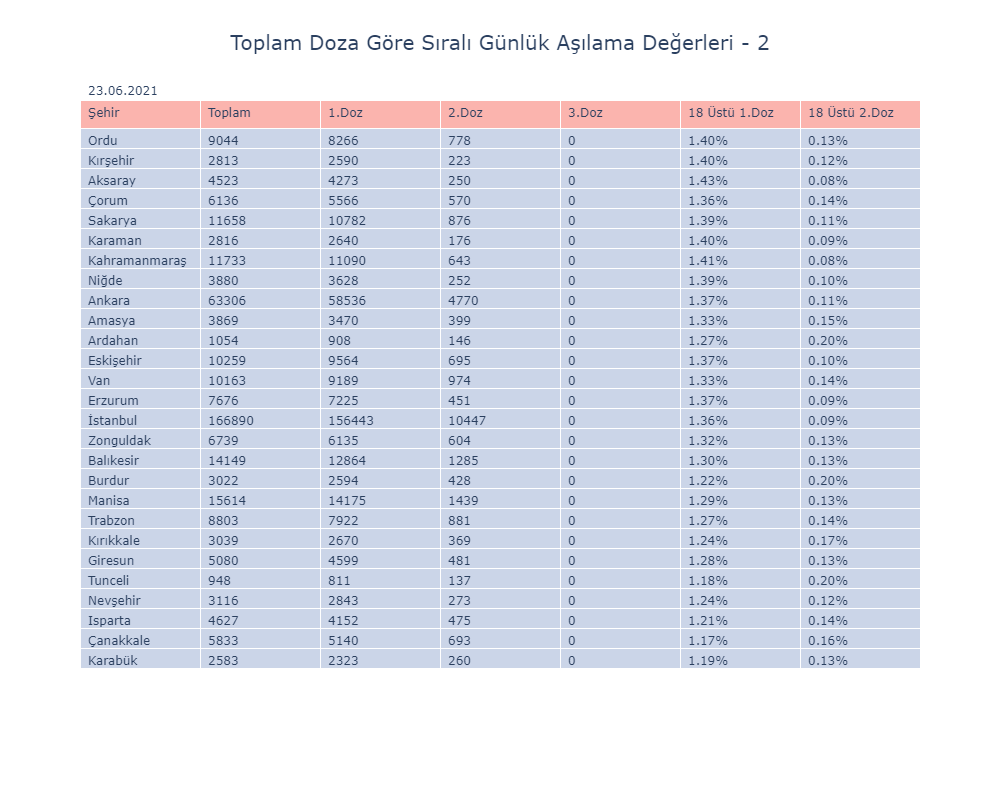 Toplam Doza Göre Sıralı Günlük Aşılama Değerleri - 2
23.06.2021
Şehir Toplam 1.Doz 2.Doz 3.Doz 18 Üstü 1.Doz 18 Üstü 2.Doz
Ordu 9044 8266 778 0 1.40% 0.13%
Kırşehir 2813 2590 223 0 1.40% 0.12%
Aksaray 4523 4273 250 0 1.43% 0.08%
Çorum 6136 5566 570 0 1.36% 0.14%
Sakarya 11658 10782 876 0 1.39% 0.11%
Karaman 2816 2640 176 0 1.40% 0.09%
Kahramanmaraş 11733 11090 643 0 1.41% 0.08%
Niğde 3880 3628 252 0 1.39% 0.10%
Ankara 63306 58536 4770 0 1.37% 0.11%
Amasya 3869 3470 399 0 1.33% 0.15%
Ardahan 1054 908 146 0 1.27% 0.20%
Eskişehir 10259 9564 695 0 1.37% 0.10%
Van 10163 9189 974 0 1.33% 0.14%
Erzurum 7676 7225 451 0 1.37% 0.09%
İstanbul 166890 156443 10447 0 1.36% 0.09%
Zonguldak 6739 6135 604 0 1.32% 0.13%
Balıkesir 14149 12864 1285 0 1.30% 0.13%
Burdur 3022 2594 428 0 1.22% 0.20%
Manisa 15614 14175 1439 0 1.29% 0.13%
Trabzon 8803 7922 881 0 1.27% 0.14%
Kırıkkale 3039 2670 369 0 1.24% 0.17%
Giresun 5080 4599 481 0 1.28% 0.13%
Tunceli 948 811 137 0 1.18% 0.20%
Nevşehir 3116 2843 273 0 1.24% 0.12%
Isparta 4627 4152 475 0 1.21% 0.14%
Çanakkale 5833 5140 693 0 1.17% 0.16%
Karabük 2583 2323 260 0 1.19% 0.13%